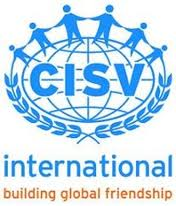 CISV
international
building global friendship